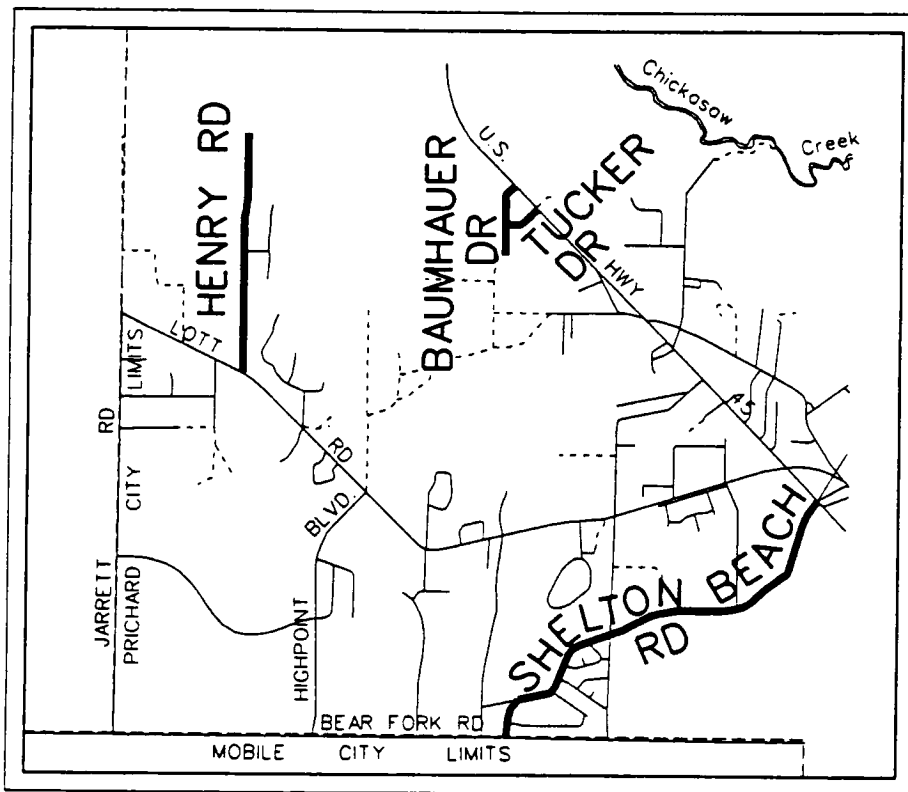 Chickasaw
Creek
U.S.
HENRY RD
BAUMHAUER
DR
TUCKER
DR
HWY
LOTT
LIMITS
RD
45
RD
CITY
BLVD.
SHELTON BEACH
RD
JARRETT
PRICHARD
HIGHPOINT
BEAR FORK RD
MOBILE CITY LIMITS